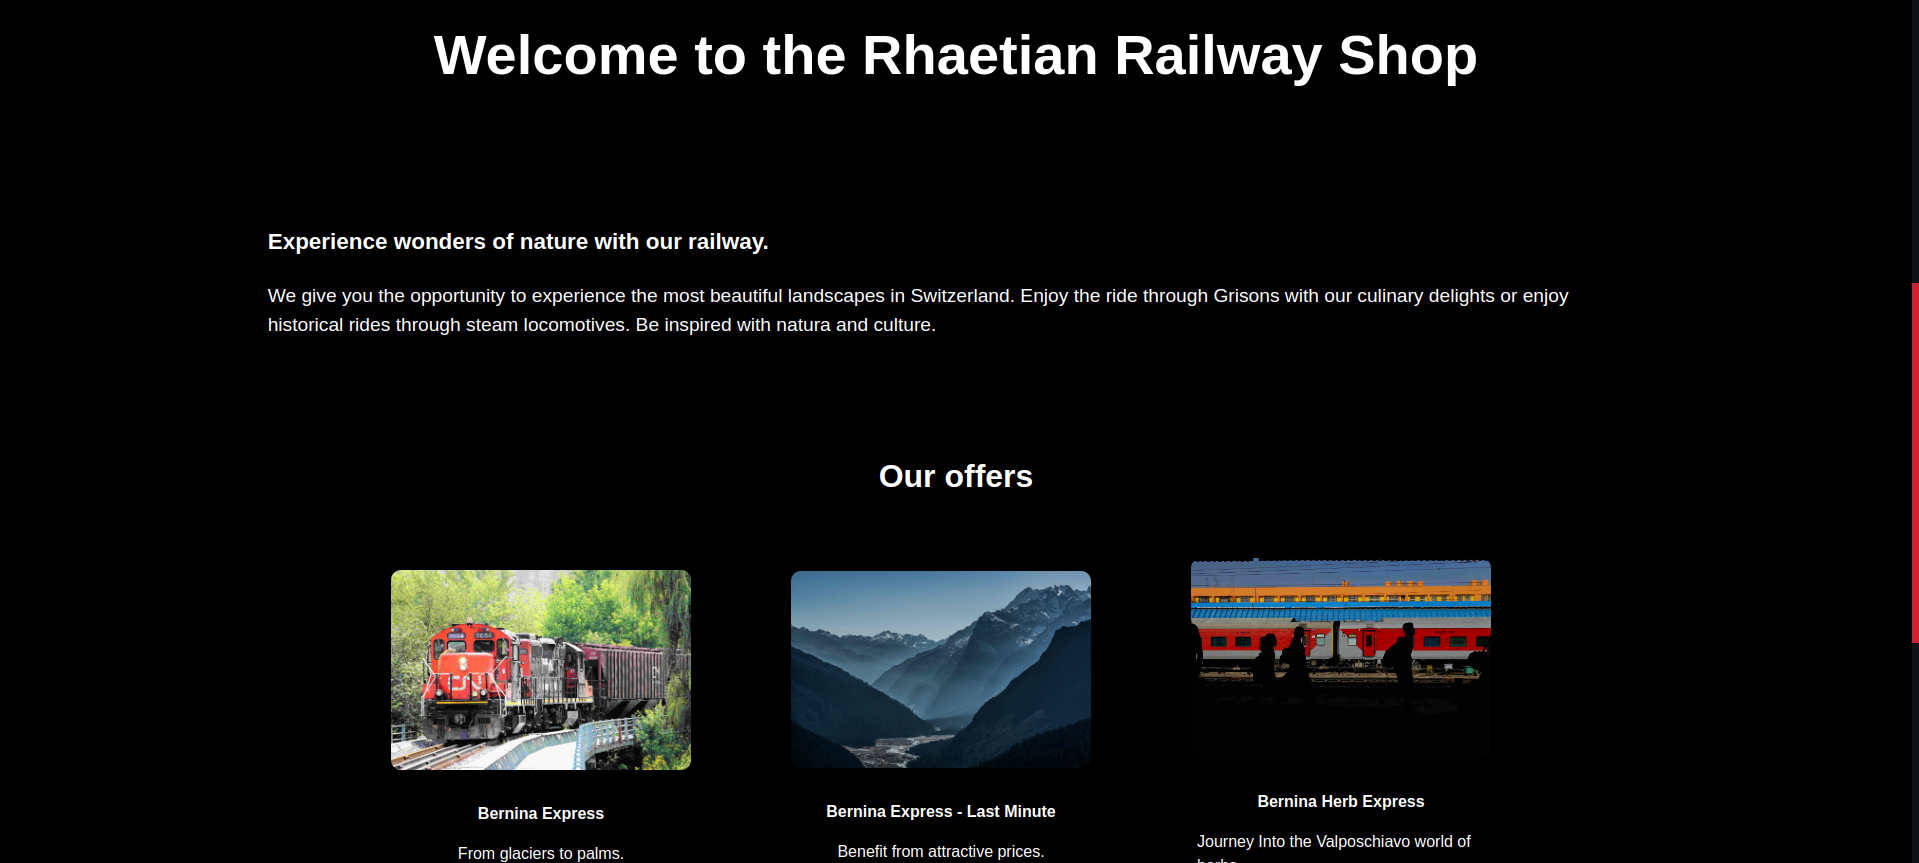 Welcome to the Rhaetian Railway Shop
Experience wonders of nature with our railway.
We give you the opportunity to experience the most beautiful landscapes in Switzerland. Enjoy the ride through Grisons with our culinary delights or enjoy
historical rides through steam locomotives. Be inspired with natura and culture.
Our offers
CN
Bernina Express
Bernina Express - Last Minute
Bernina Herb Express
From glaciers to palms.
Benefit from attractive prices.
Journey Into the Valposchiavo world of